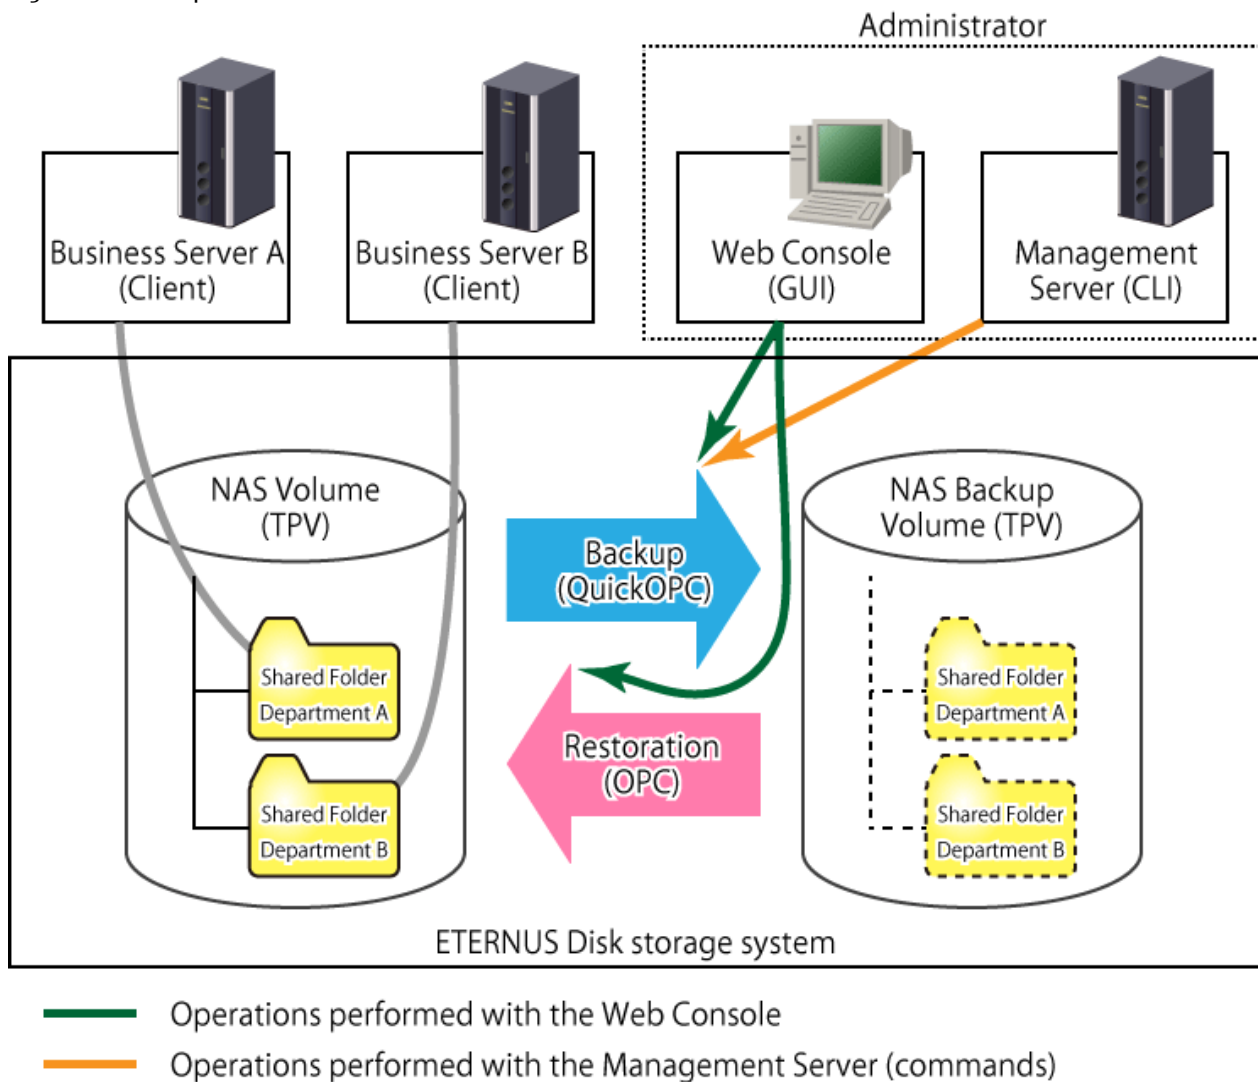 Administrator
Business Server A
(Client)
Business Server B
(Client)
Web Console
(GUI)
Management
Server (CLI)
NAS Volume
(TPV)
Backup
(QuickOPC)
NAS Backup
Volume (TPV)
Shared Folder
Department A
Shared Folder
Department B
Restoration
(OPC)
Shared Folder
Department A
Shared Folder
Department B
ETERNUS Disk storage system
Operations performed with the Web Console
Operations performed with the Management Server (commands)